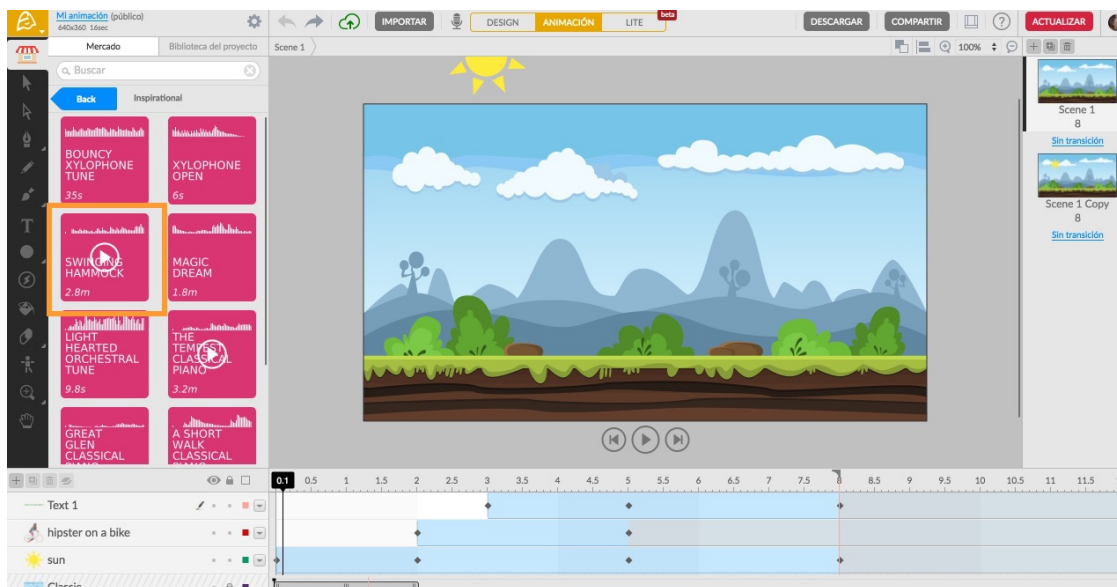 Mi animación (público)
640x360 16sec
IMPORTAR
DESIGN
ANIMACIÓN
LITE
beta
DESCARGAR
COMPARTIR
?
ACTUALIZAR
Mercado
Biblioteca del proyecto
Scene 1
100%
Buscar
Back
Inspirational
BOUNCY
XYLOPHONE
TUNE
35s
XYLOPHONE
OPEN
6s
SWINGING
HAMMOCK
2.8m
MAGIC
DREAM
1.8m
LIGHT
HEARTED
ORCHESTRAL
TUNE
9.8s
THE
TEMPEST
CLASSICAL
PIANO
3.2m
GREAT
GLEN
CLASSICAL
PIANO
A SHORT
WALK
CLASSICAL
PIANO
T
Scene 1
8
Sin transición
Scene 1 Copy
8
Sin transición
0.1 0.5 1 1.5 2 2.5 3 3.5 4 4.5 5 5.5 6 6.5 7 7.5 8 8.5 9 9.5 10 10.5 11 11.5
Text 1
hipster on a bike
sun
Classic